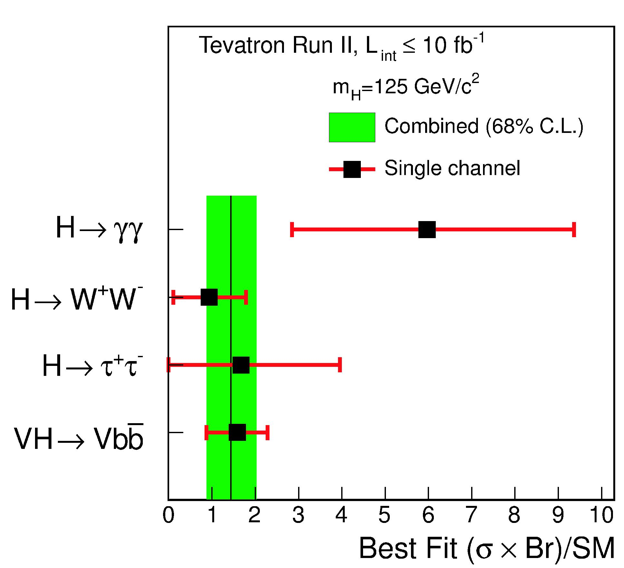 Tevatron Run II, L_int ≤ 10 fb⁻¹
m_H=125 GeV/c²
Combined (68% C.L.)
Single channel
H→ γγ
H→ W⁺W⁻
H→ τ⁺τ⁻
VH→ Vbb̅
0 1 2 3 4 5 6 7 8 9 10
Best Fit (σ × Br)/SM